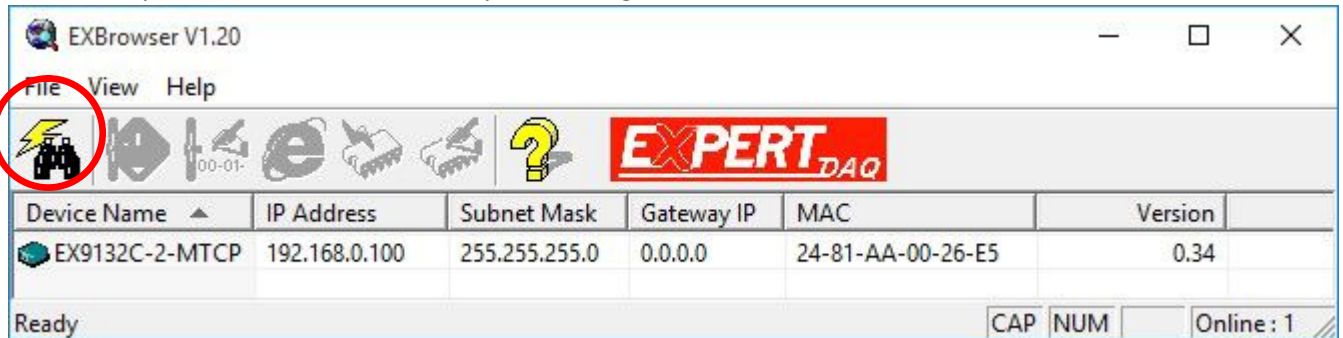 EXBrowser V1.20
File View Help
00-01-
EXPERT DAQ
Device Name IP Address Subnet Mask Gateway IP MAC Version
EX9132C-2-MTCP 192.168.0.100 255.255.255.0 0.0.0.0 24-81-AA-00-26-E5 0.34
Ready CAP NUM Online : 1